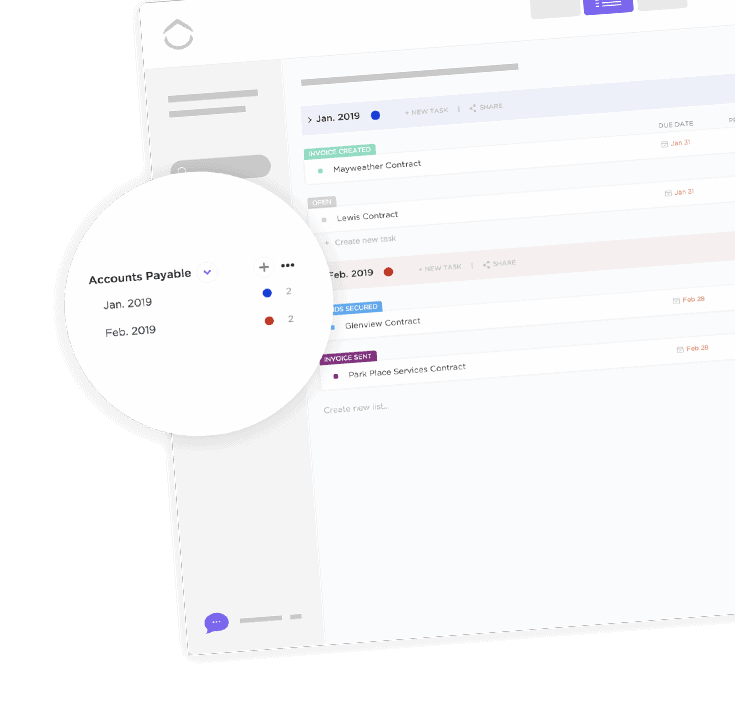 > Jan. 2019 + NEW TASK | SHARE
DUE DATE
INVOICE CREATED
Mayweather Contract Jan 31
OPEN
Lewis Contract Jan 31
+ Create new task
Feb. 2019 + NEW TASK | SHARE
Accounts Payable + •••
Jan. 2019 2
Feb. 2019 2
DS SECURED
Glenview Contract Feb 28
INVOICE SENT
Park Place Services Contract Feb 28
Create new list...